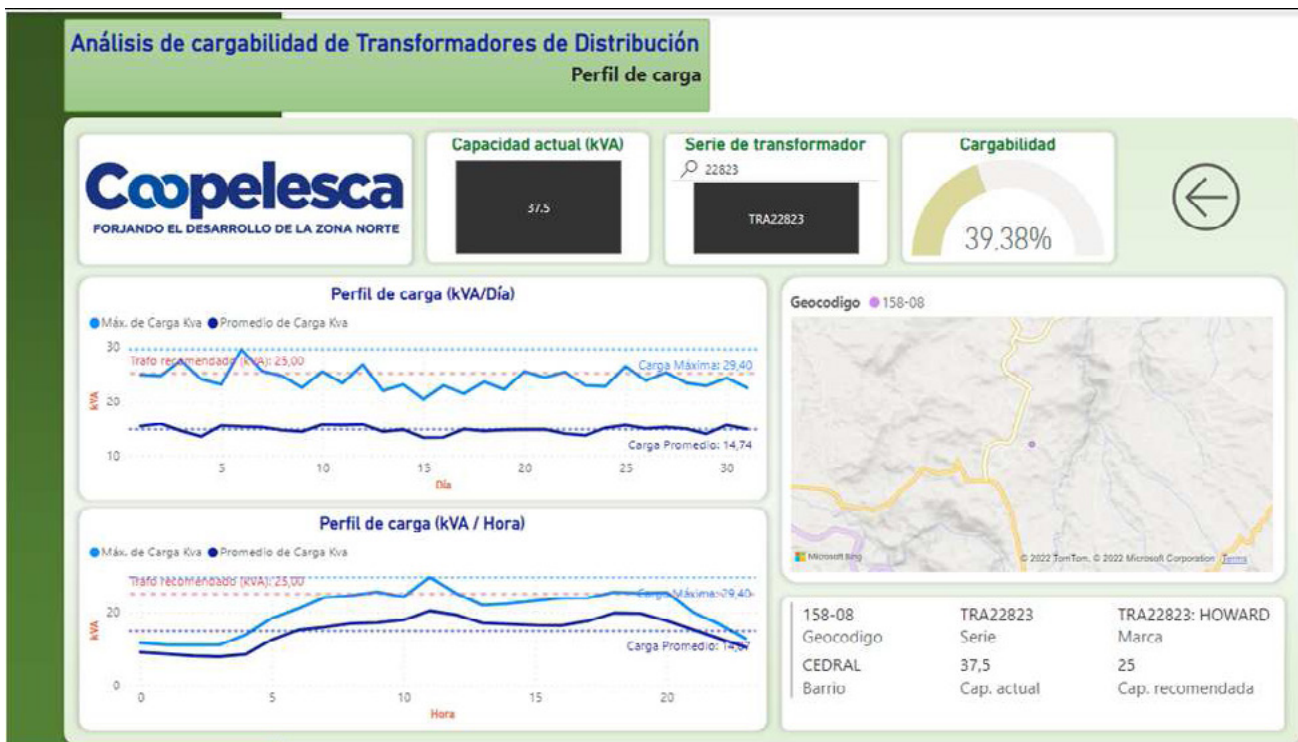 Análisis de cargabilidad de Transformadores de Distribución
Perfil de carga
Coopelesca
FORJANDO EL DESARROLLO DE LA ZONA NORTE
Capacidad actual (kVA)
37,5
Serie de transformador
22823
TRA22823
Cargabilidad
39,38%
Perfil de carga (kVA/Día)
Máx. de Carga Kva Promedio de Carga Kva
30
Trafo recomendado (kVA): 25,00
Carga Máxima: 29,40
kVA
20
Carga Promedio: 14,74
10
5 10 15 20 25 30
Día
Perfil de carga (kVA / Hora)
Máx. de Carga Kva Promedio de Carga Kva
Trafo recomendado (kVA): 25,00
Carga Máxima: 29,40
20
kVA
Carga Promedio: 14,67
0
0 5 10 15 20
Hora
Geocodigo 158-08
Microsoft Bing
© 2022 TomTom, © 2022 Microsoft Corporation Terms
158-08 TRA22823 TRA22823: HOWARD
Geocodigo Serie Marca
CEDRAL 37,5 25
Barrio Cap. actual Cap. recomendada